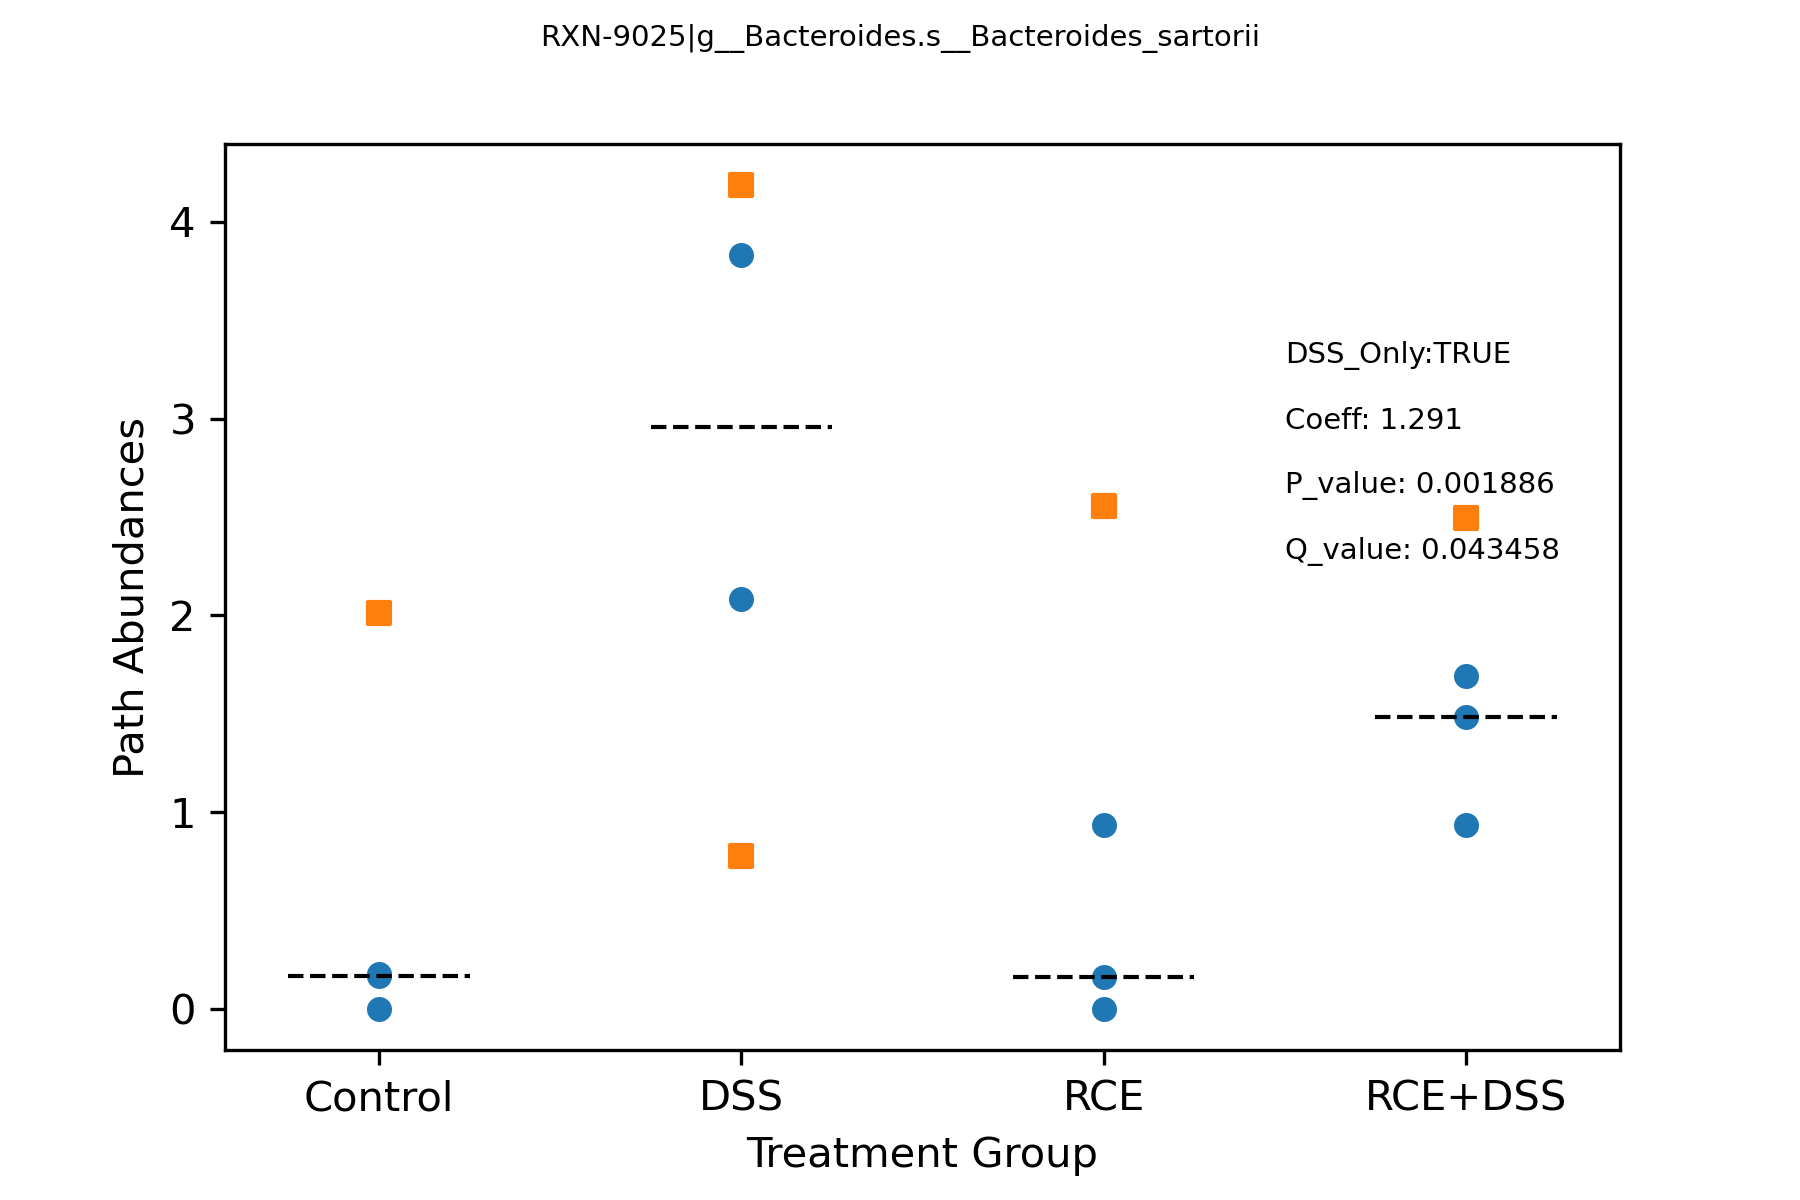 RXN-9025|g__Bacteroides.s__Bacteroides_sartorii
4
3
2
1
0
Path Abundances
DSS_Only:TRUE
Coeff: 1.291
P_value: 0.001886
Q_value: 0.043458
Control DSS RCE RCE+DSS
Treatment Group